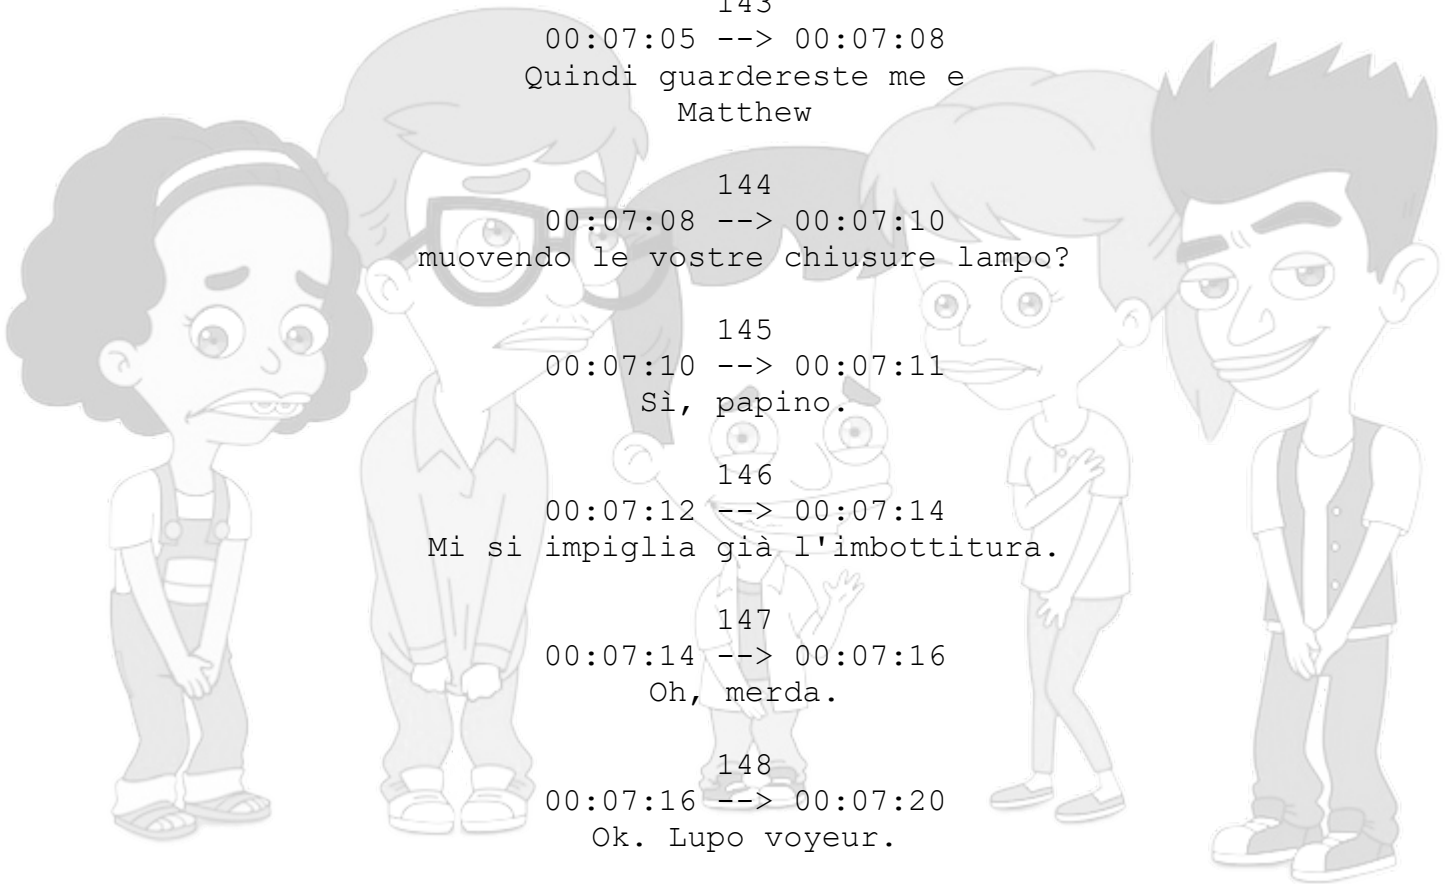 143
00:07:05 --> 00:07:08
Quindi guardereste me e
Matthew
144
00:07:08 --> 00:07:10
muovendo le vostre chiusure lampo?
145
00:07:10 --> 00:07:11
Sì, papino.
146
00:07:12 --> 00:07:14
Mi si impiglia già l'imbottitura.
147
00:07:14 --> 00:07:16
Oh, merda.
148
00:07:16 --> 00:07:20
Ok. Lupo voyeur.